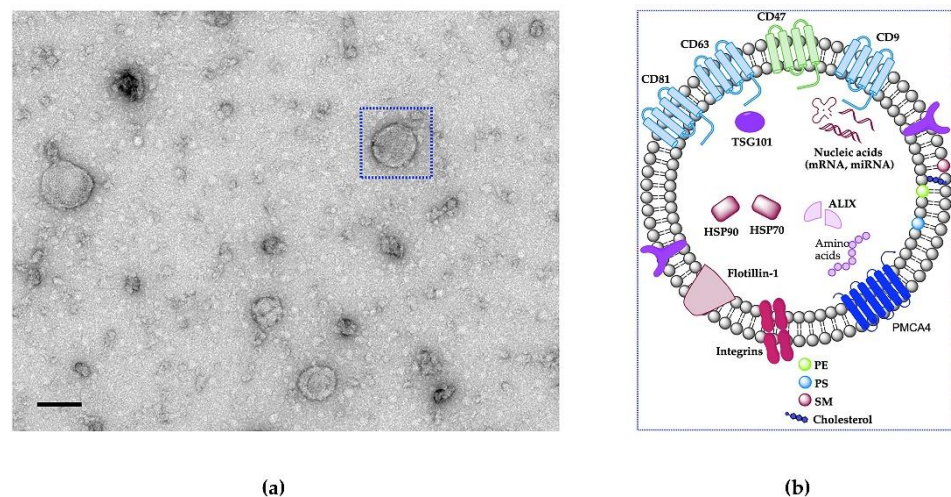 CD47
CD63
CD9
CD81
TSG101
Nucleic acids
(mRNA, miRNA)
ALIX
HSP90
HSP70
Amino
acids
Flotillin-1
PMCA4
Integrins
PE
PS
SM
Cholesterol
(a)
(b)